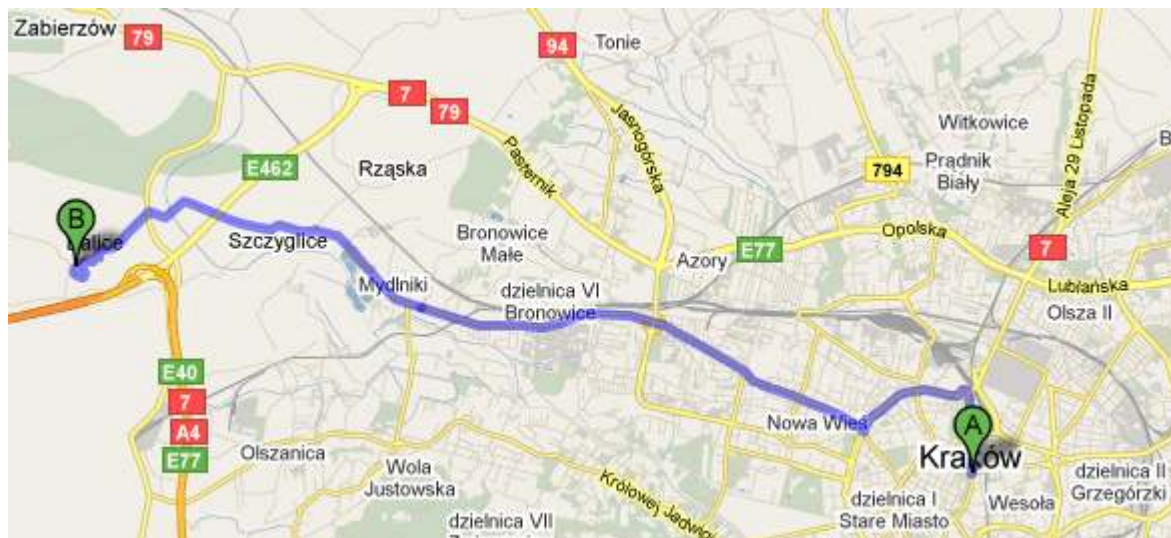 Zabierzów
79
94
Tonie
7
79
Jasnogórska
Witkowice
Aleja 29 Listopada
B
E462
Rząska
Pasternik
794
Prądnik
Biały
B
Balice
Szczyglice
Bronowice
Małe
Azory
E77
Opolska
7
Mydlniki
dzielnica VI
Bronowice
Lublańska
Olsza II
E40
7
A4
E77
Nowa Wieś
A
Kraków
Olszanica
Wola
Justowska
Królowej Jadwig
dzielnica I
Stare Miasto
Wesoła
dzielnica II
Grzegórzki
dzielnica VII